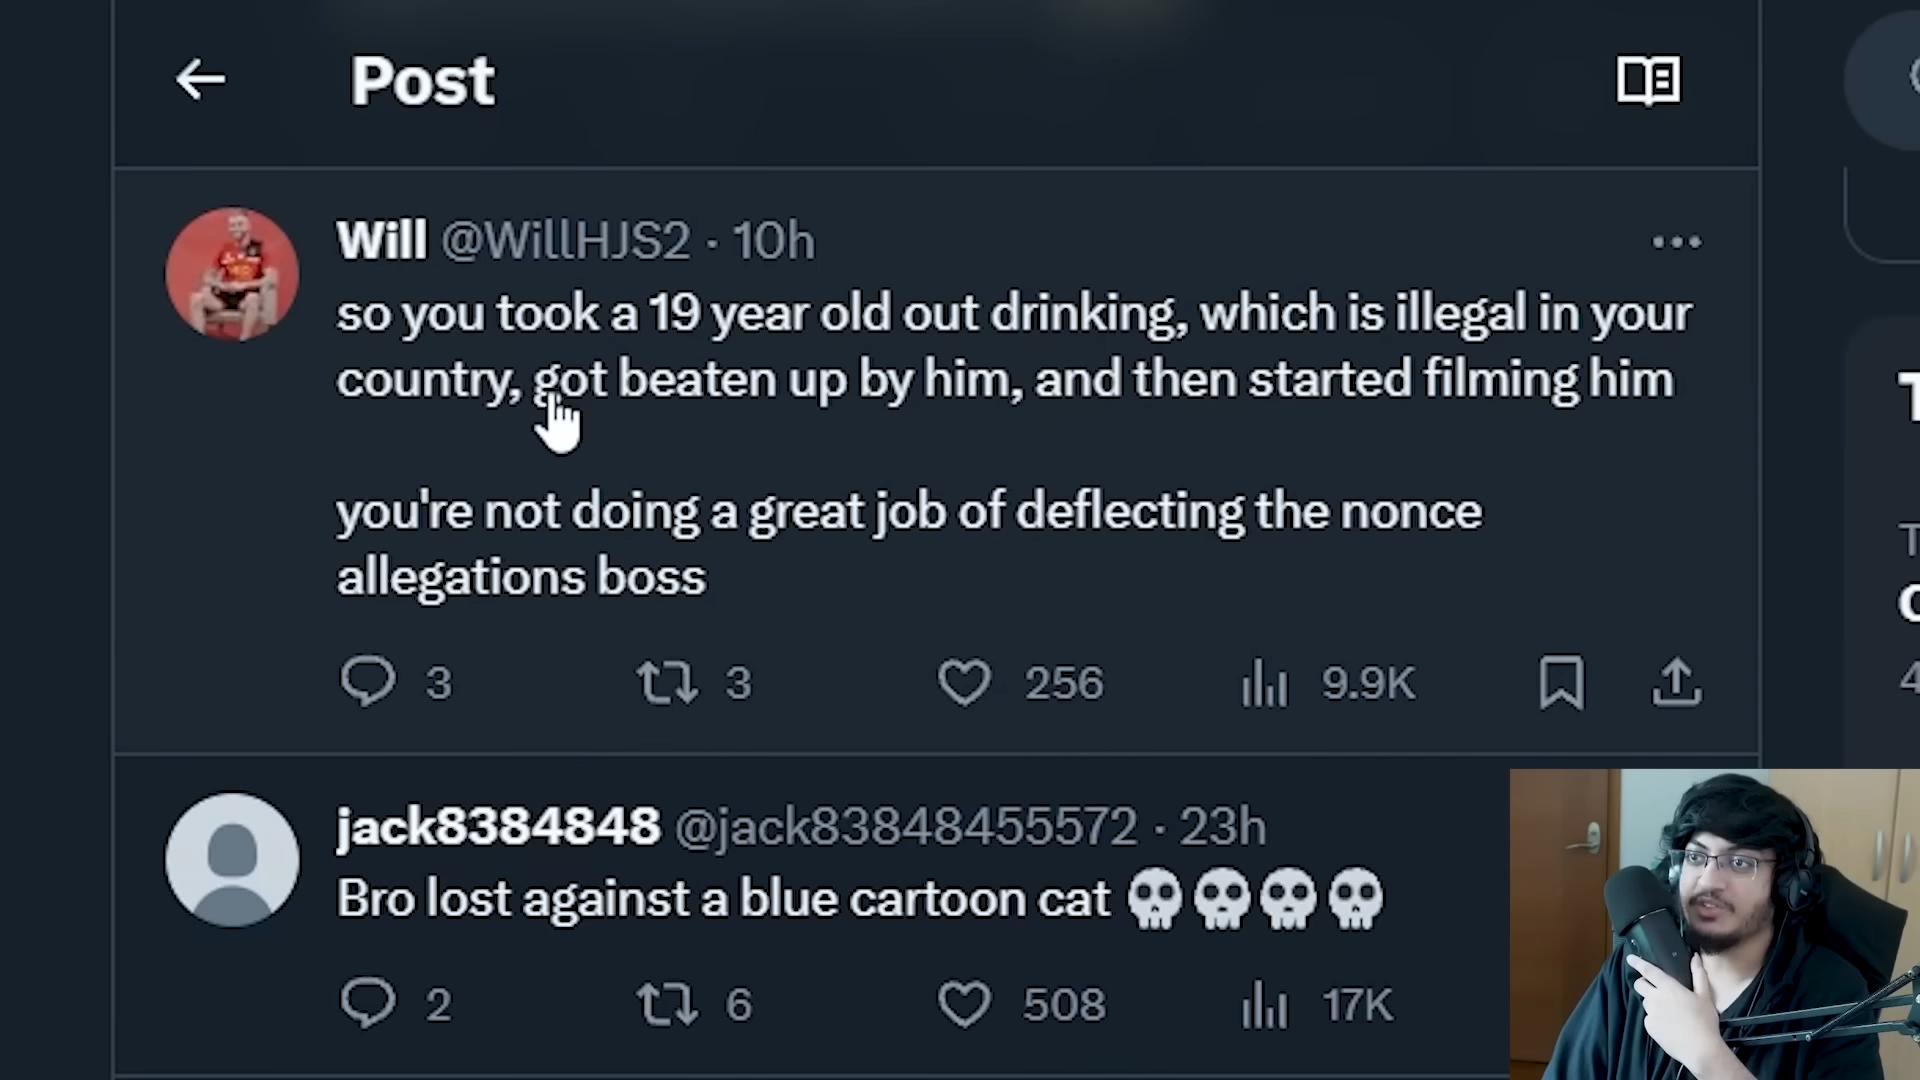 Post
Will @WillHJS2 · 10h
so you took a 19 year old out drinking, which is illegal in your
country, got beaten up by him, and then started filming him
you're not doing a great job of deflecting the nonce
allegations boss
3 3 256 9.9K
jack8384848 @jack83848455572 · 23h
Bro lost against a blue cartoon cat 💀💀💀💀
2 6 508 17K